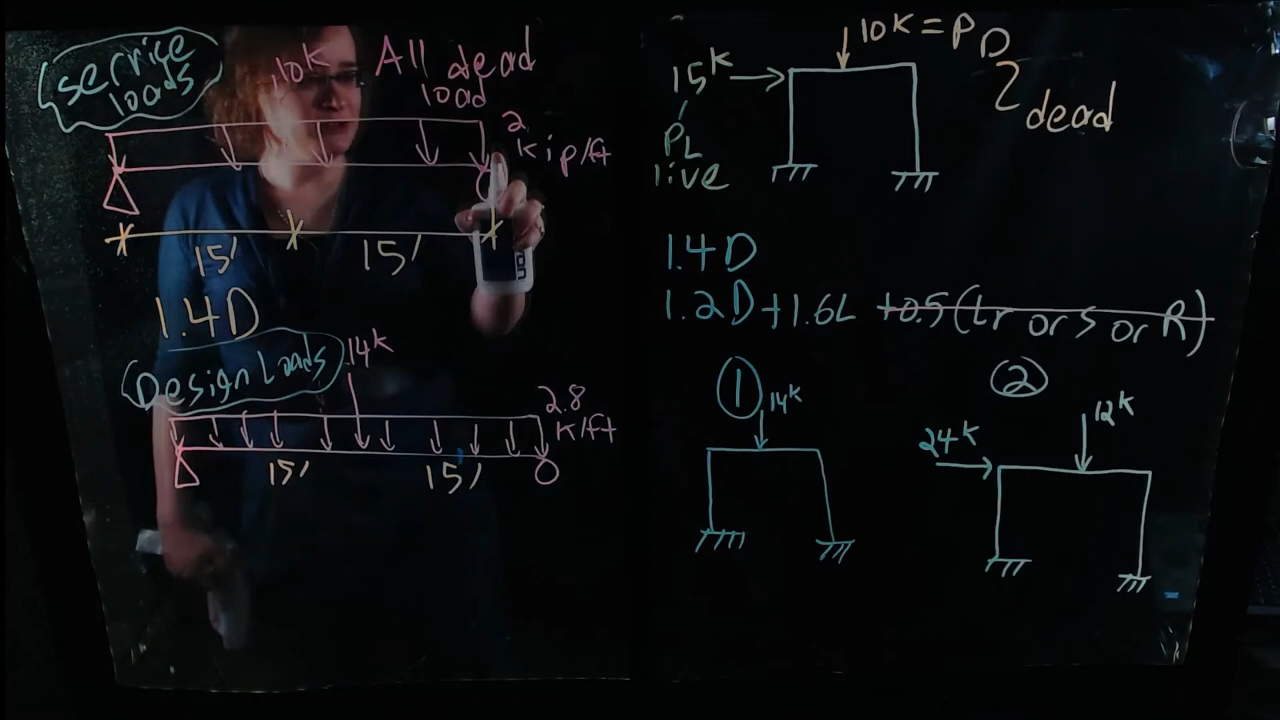 service
loads
10k All dead
load
2
kip/ft
15' 15'
1.4D
Design Loads
14k
2.8
k/ft
15' 15'
10k = PD
15k
PL
live
dead
1.4D
1.2D + 1.6L + 0.5(Lr or S or R)
1 2
14k
24k 12k